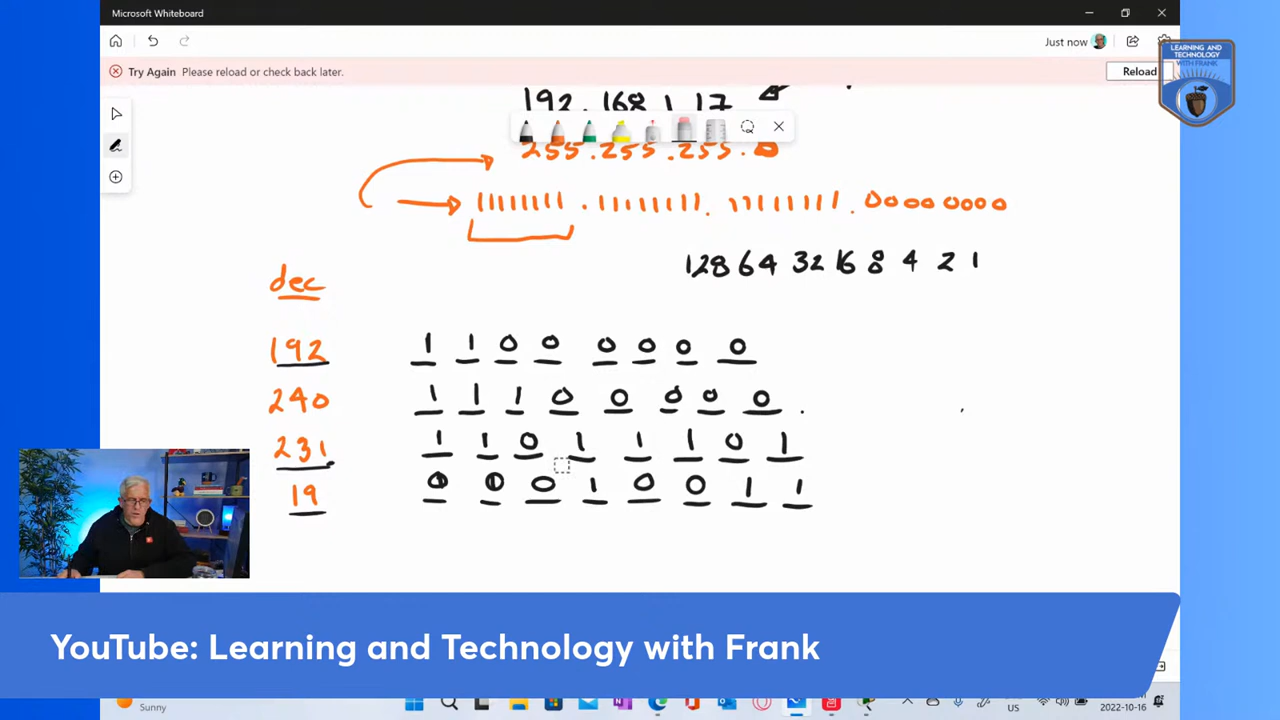 Microsoft Whiteboard
Just now
Try Again Please reload or check back later.
Reload
LEARNING AND
TECHNOLOGY
WITH FRANK
192.168 1 17
255.255.255.0
11111111.11111111.11111111.00000000
128 64 32 16 8 4 2 1
dec
192 1 1 0 0 0 0 0 0
240 1 1 1 0 0 0 0 0
231 1 1 0 1 1 1 0 1
19 0 0 0 1 0 0 1 1
YouTube: Learning and Technology with Frank
Sunny
US
2022-10-16